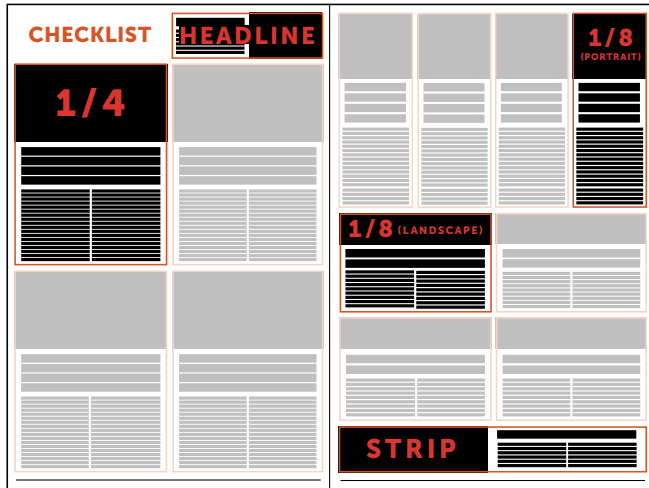 CHECKLIST
HEADLINE
1/4
1/8
(PORTRAIT)
1/8 (LANDSCAPE)
STRIP